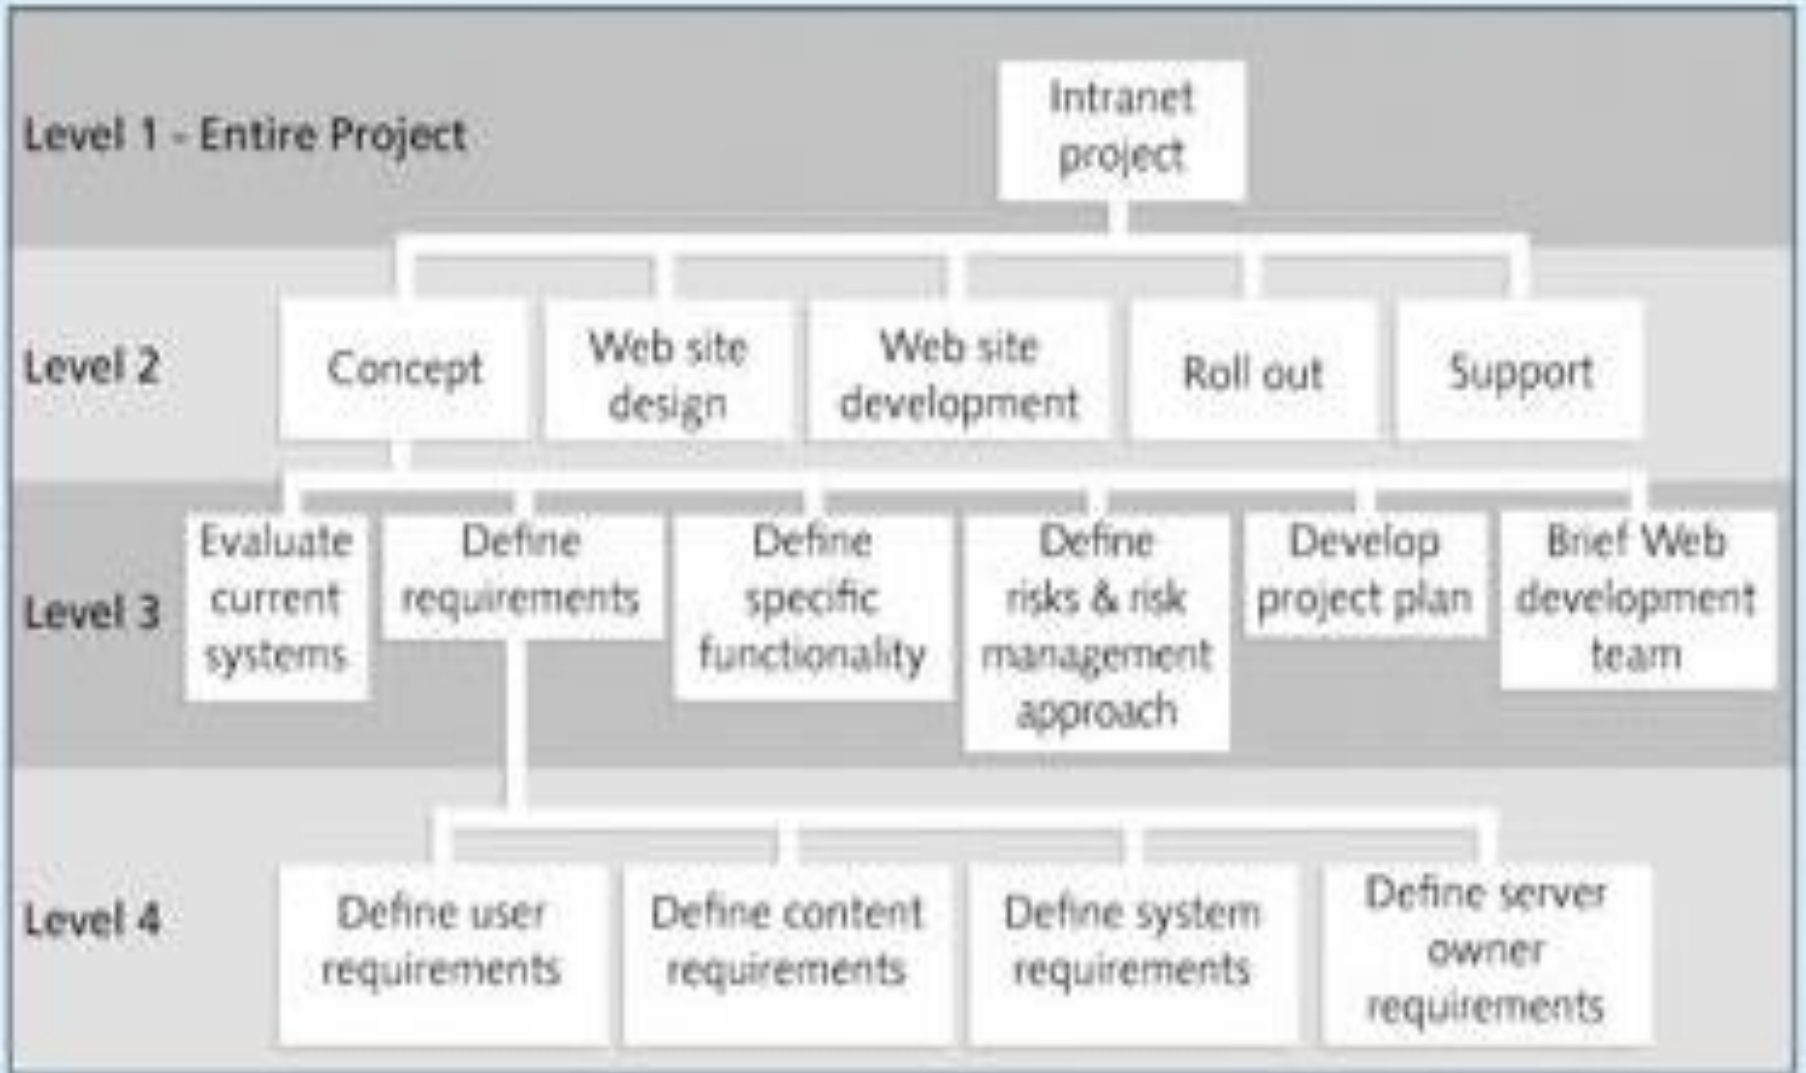 Level 1 - Entire Project
Intranet
project
Level 2
Concept
Web site
design
Web site
development
Roll out
Support
Level 3
Evaluate
current
systems
Define
requirements
Define
specific
functionality
Define
risks & risk
management
approach
Develop
project plan
Brief Web
development
team
Level 4
Define user
requirements
Define content
requirements
Define system
requirements
Define server
owner
requirements